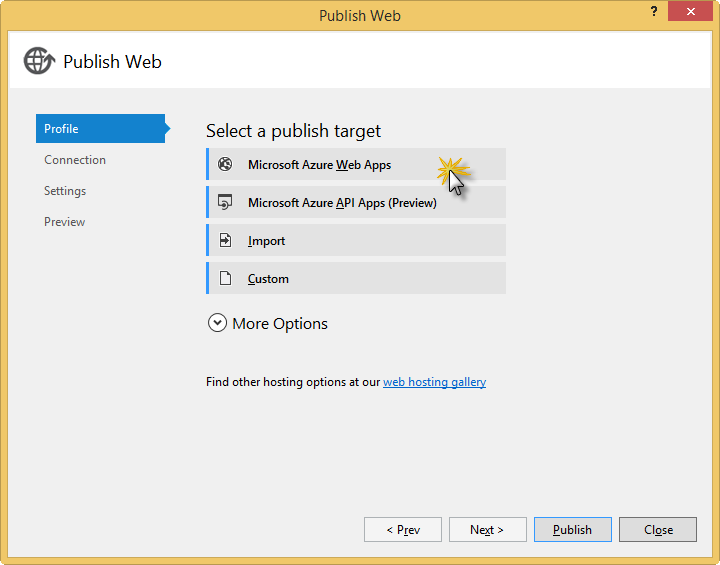 Publish Web
?
Publish Web
Profile
Connection
Settings
Preview
Select a publish target
Microsoft Azure Web Apps
Microsoft Azure API Apps (Preview)
Import
Custom
More Options
Find other hosting options at our web hosting gallery
< Prev
Next >
Publish
Close